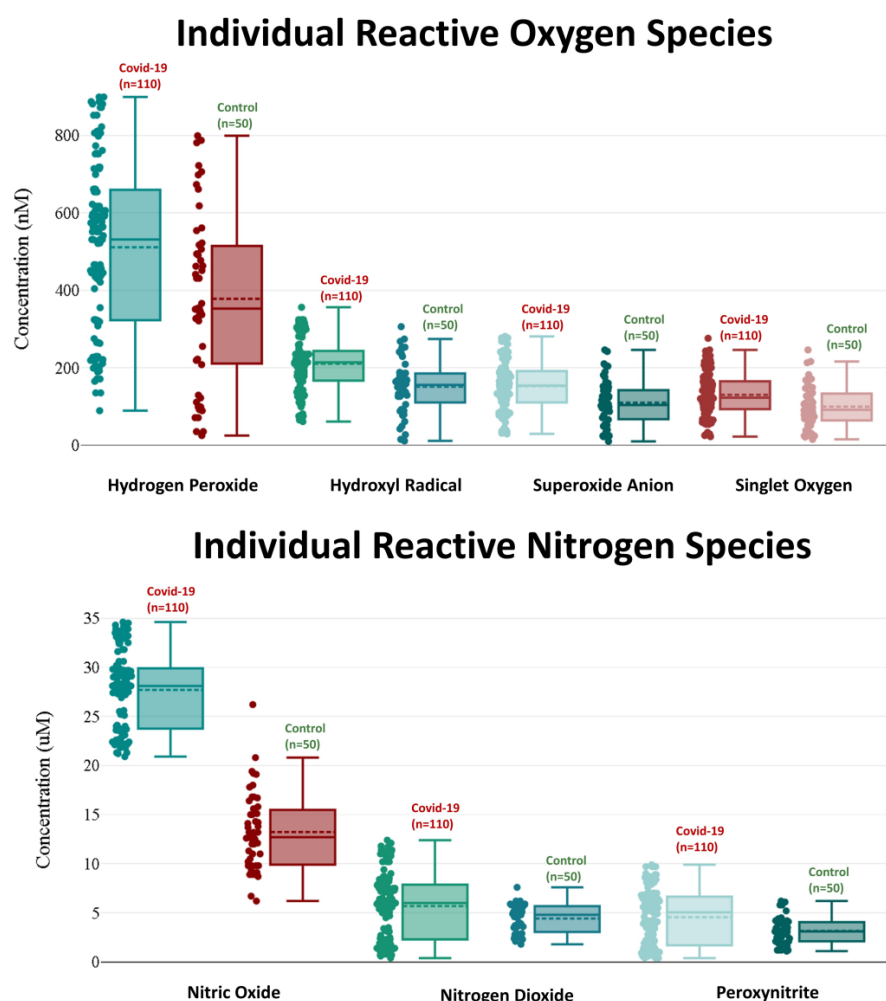 Individual Reactive Oxygen Species
Covid-19
(n=110)
Control
(n=50)
Covid-19
(n=110)
Control
(n=50)
Covid-19
(n=110)
Control
(n=50)
Covid-19
(n=110)
Control
(n=50)
Concentration (nM)
800
600
400
200
0
Hydrogen Peroxide
Hydroxyl Radical
Superoxide Anion
Singlet Oxygen
Individual Reactive Nitrogen Species
Covid-19
(n=110)
Control
(n=50)
Covid-19
(n=110)
Control
(n=50)
Covid-19
(n=110)
Control
(n=50)
Concentration (uM)
35
30
25
20
15
10
5
0
Nitric Oxide
Nitrogen Dioxide
Peroxynitrite